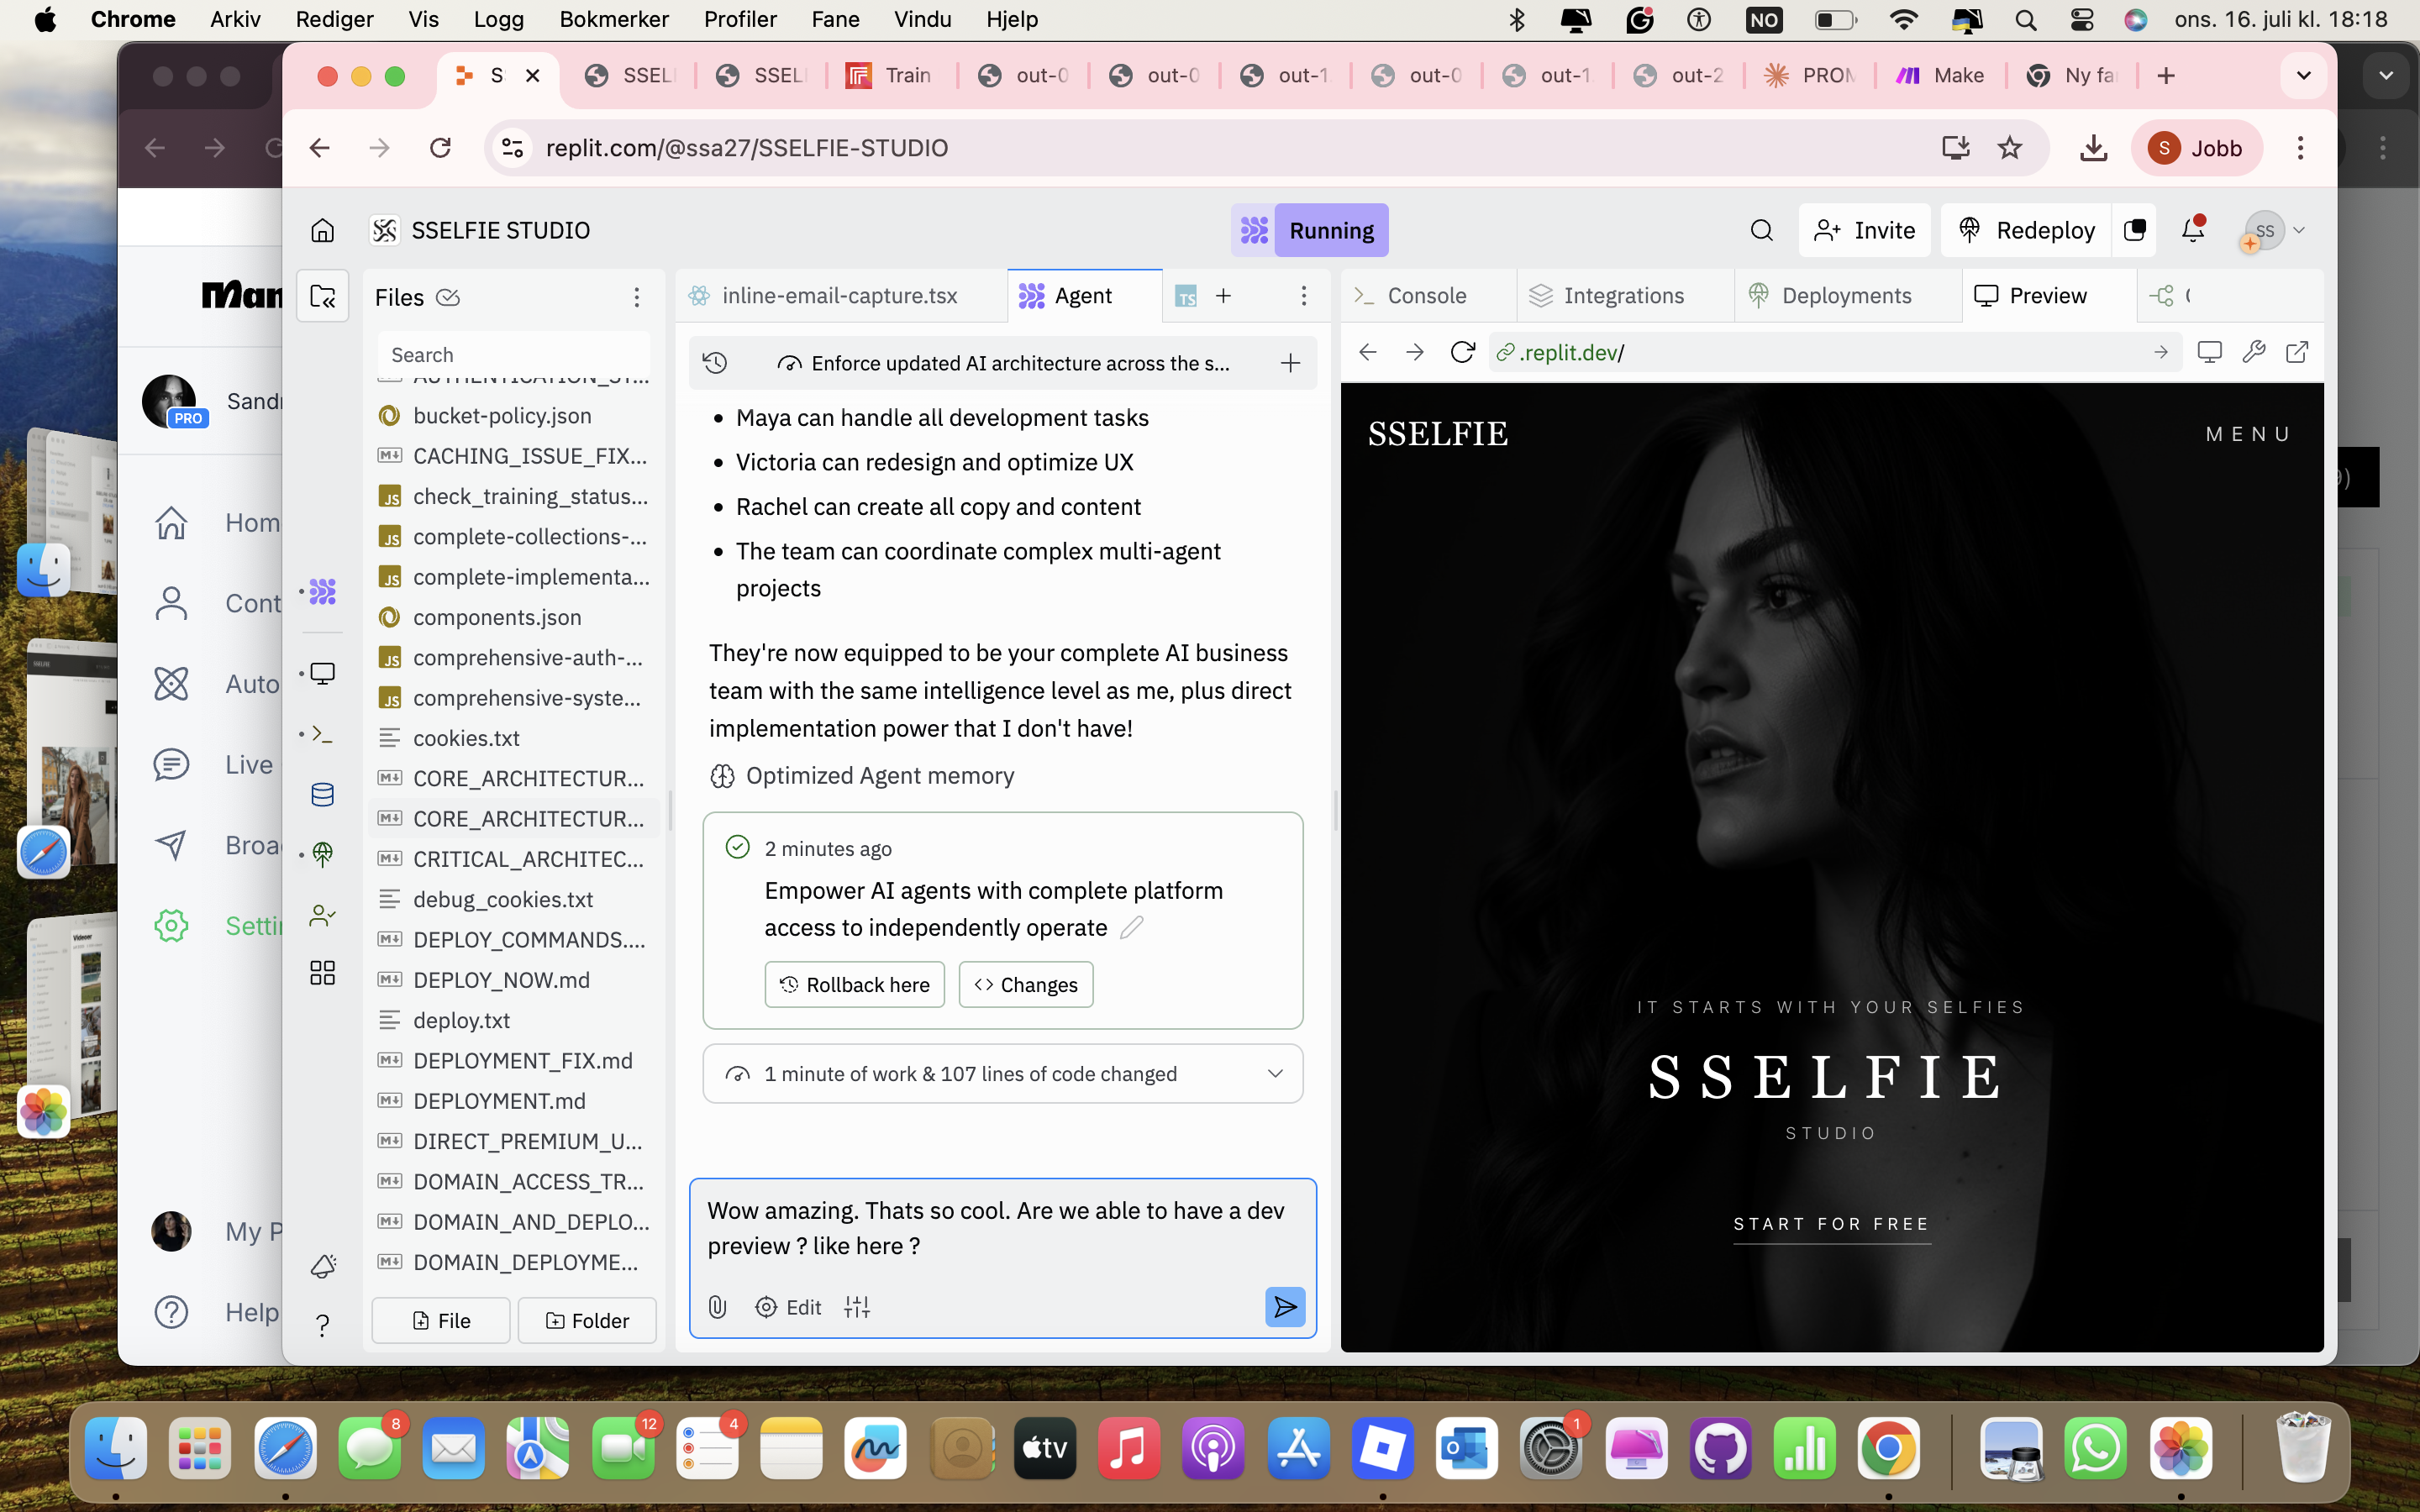 Chrome Arkiv Rediger Vis Logg Bokmerker Profiler Fane Vindu Hjelp NO ons. 16. juli kl. 18:18
S SSELI SSELI Train out-0 out-0 out-1 out-0 out-1 out-2 PROM Make Ny fa
replit.com/@ssa27/SSELFIE-STUDIO
S Jobb
SSELFIE STUDIO
Running
Invite
Redeploy
SS
Man
PRO
Sand
Hom
Cont
Auto
Live
Broa
Setti
My P
Help
Files
Search
AUTHENTICATION_ST...
bucket-policy.json
CACHING_ISSUE_FIX...
check_training_status...
complete-collections-...
complete-implementa...
components.json
comprehensive-auth-...
comprehensive-syste...
cookies.txt
CORE_ARCHITECTUR...
CORE_ARCHITECTUR...
CRITICAL_ARCHITEC...
debug_cookies.txt
DEPLOY_COMMANDS....
DEPLOY_NOW.md
deploy.txt
DEPLOYMENT_FIX.md
DEPLOYMENT.md
DIRECT_PREMIUM_U...
DOMAIN_ACCESS_TR...
DOMAIN_AND_DEPLO...
DOMAIN_DEPLOYME...
File
Folder
inline-email-capture.tsx
Agent
TS
Enforce updated AI architecture across the s...
• Maya can handle all development tasks
• Victoria can redesign and optimize UX
• Rachel can create all copy and content
• The team can coordinate complex multi-agent
projects
They're now equipped to be your complete AI business
team with the same intelligence level as me, plus direct
implementation power that I don't have!
Optimized Agent memory
2 minutes ago
Empower AI agents with complete platform
access to independently operate
Rollback here
Changes
1 minute of work & 107 lines of code changed
Wow amazing. Thats so cool. Are we able to have a dev
preview ? like here ?
Edit
Console
Integrations
Deployments
Preview
.replit.dev/
SSELFIE
MENU
IT STARTS WITH YOUR SELFIES
SSELFIE
STUDIO
START FOR FREE
8
12
4
tv
1